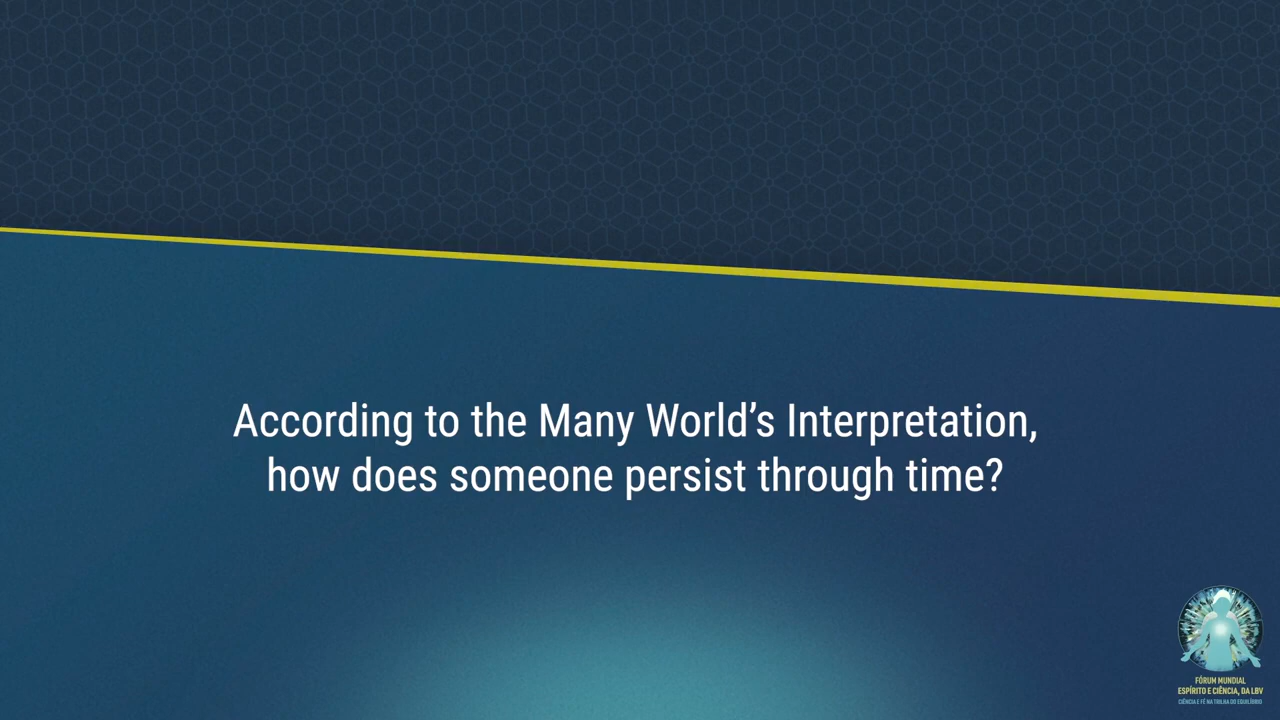 According to the Many World's Interpretation,
how does someone persist through time?
FÓRUM MUNDIAL
ESPÍRITO E CIÊNCIA, DA LBV
CIÊNCIA E FÉ NA TRILHA DO EQUILÍBRIO